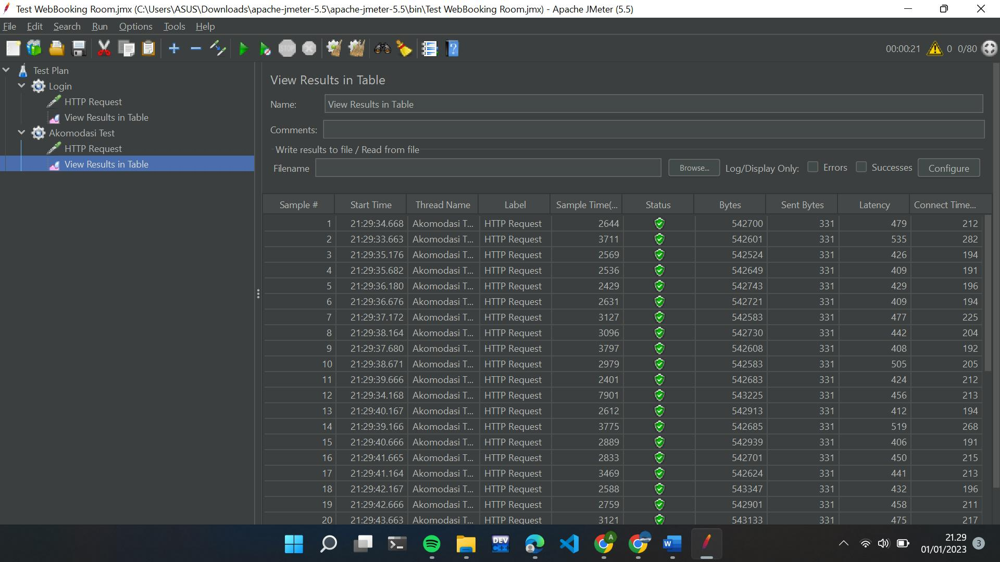 Test WebBooking Room.jmx (C:\Users\ASUS\Downloads\apache-jmeter-5.5\apache-jmeter-5.5\bin\Test WebBooking Room.jmx) - Apache JMeter (5.5)
File Edit Search Run Options Tools Help
STOP
00:00:21 0 0/80
Test Plan
Login
HTTP Request
View Results in Table
Akomodasi Test
HTTP Request
View Results in Table
View Results in Table
Name: View Results in Table
Comments:
Write results to file / Read from file
Filename Browse... Log/Display Only: Errors Successes Configure
Sample # Start Time Thread Name Label Sample Time(... Status Bytes Sent Bytes Latency Connect Time...
1 21:29:34.668 Akomodasi T... HTTP Request 2644 542700 331 479 212
2 21:29:33.663 Akomodasi T... HTTP Request 3711 542601 331 535 282
3 21:29:35.176 Akomodasi T... HTTP Request 2569 542524 331 426 194
4 21:29:35.682 Akomodasi T... HTTP Request 2536 542649 331 409 191
5 21:29:36.180 Akomodasi T... HTTP Request 2429 542743 331 429 196
6 21:29:36.676 Akomodasi T... HTTP Request 2631 542721 331 409 194
7 21:29:37.172 Akomodasi T... HTTP Request 3127 542583 331 477 225
8 21:29:38.164 Akomodasi T... HTTP Request 3096 542730 331 442 204
9 21:29:37.680 Akomodasi T... HTTP Request 3797 542608 331 408 192
10 21:29:38.671 Akomodasi T... HTTP Request 2979 542583 331 505 205
11 21:29:39.666 Akomodasi T... HTTP Request 2401 542683 331 424 212
12 21:29:34.168 Akomodasi T... HTTP Request 7901 543225 331 456 213
13 21:29:40.167 Akomodasi T... HTTP Request 2612 542913 331 412 194
14 21:29:39.166 Akomodasi T... HTTP Request 3775 542685 331 519 268
15 21:29:40.666 Akomodasi T... HTTP Request 2889 542939 331 406 191
16 21:29:41.665 Akomodasi T... HTTP Request 2833 542701 331 450 215
17 21:29:41.164 Akomodasi T... HTTP Request 3469 542624 331 441 213
18 21:29:42.167 Akomodasi T... HTTP Request 2588 543347 331 432 196
19 21:29:42.666 Akomodasi T... HTTP Request 2759 542901 331 458 211
20 21:29:43.663 Akomodasi T... HTTP Request 3121 543133 331 475 217
DEV C++ A W
21.29
01/01/2023 3